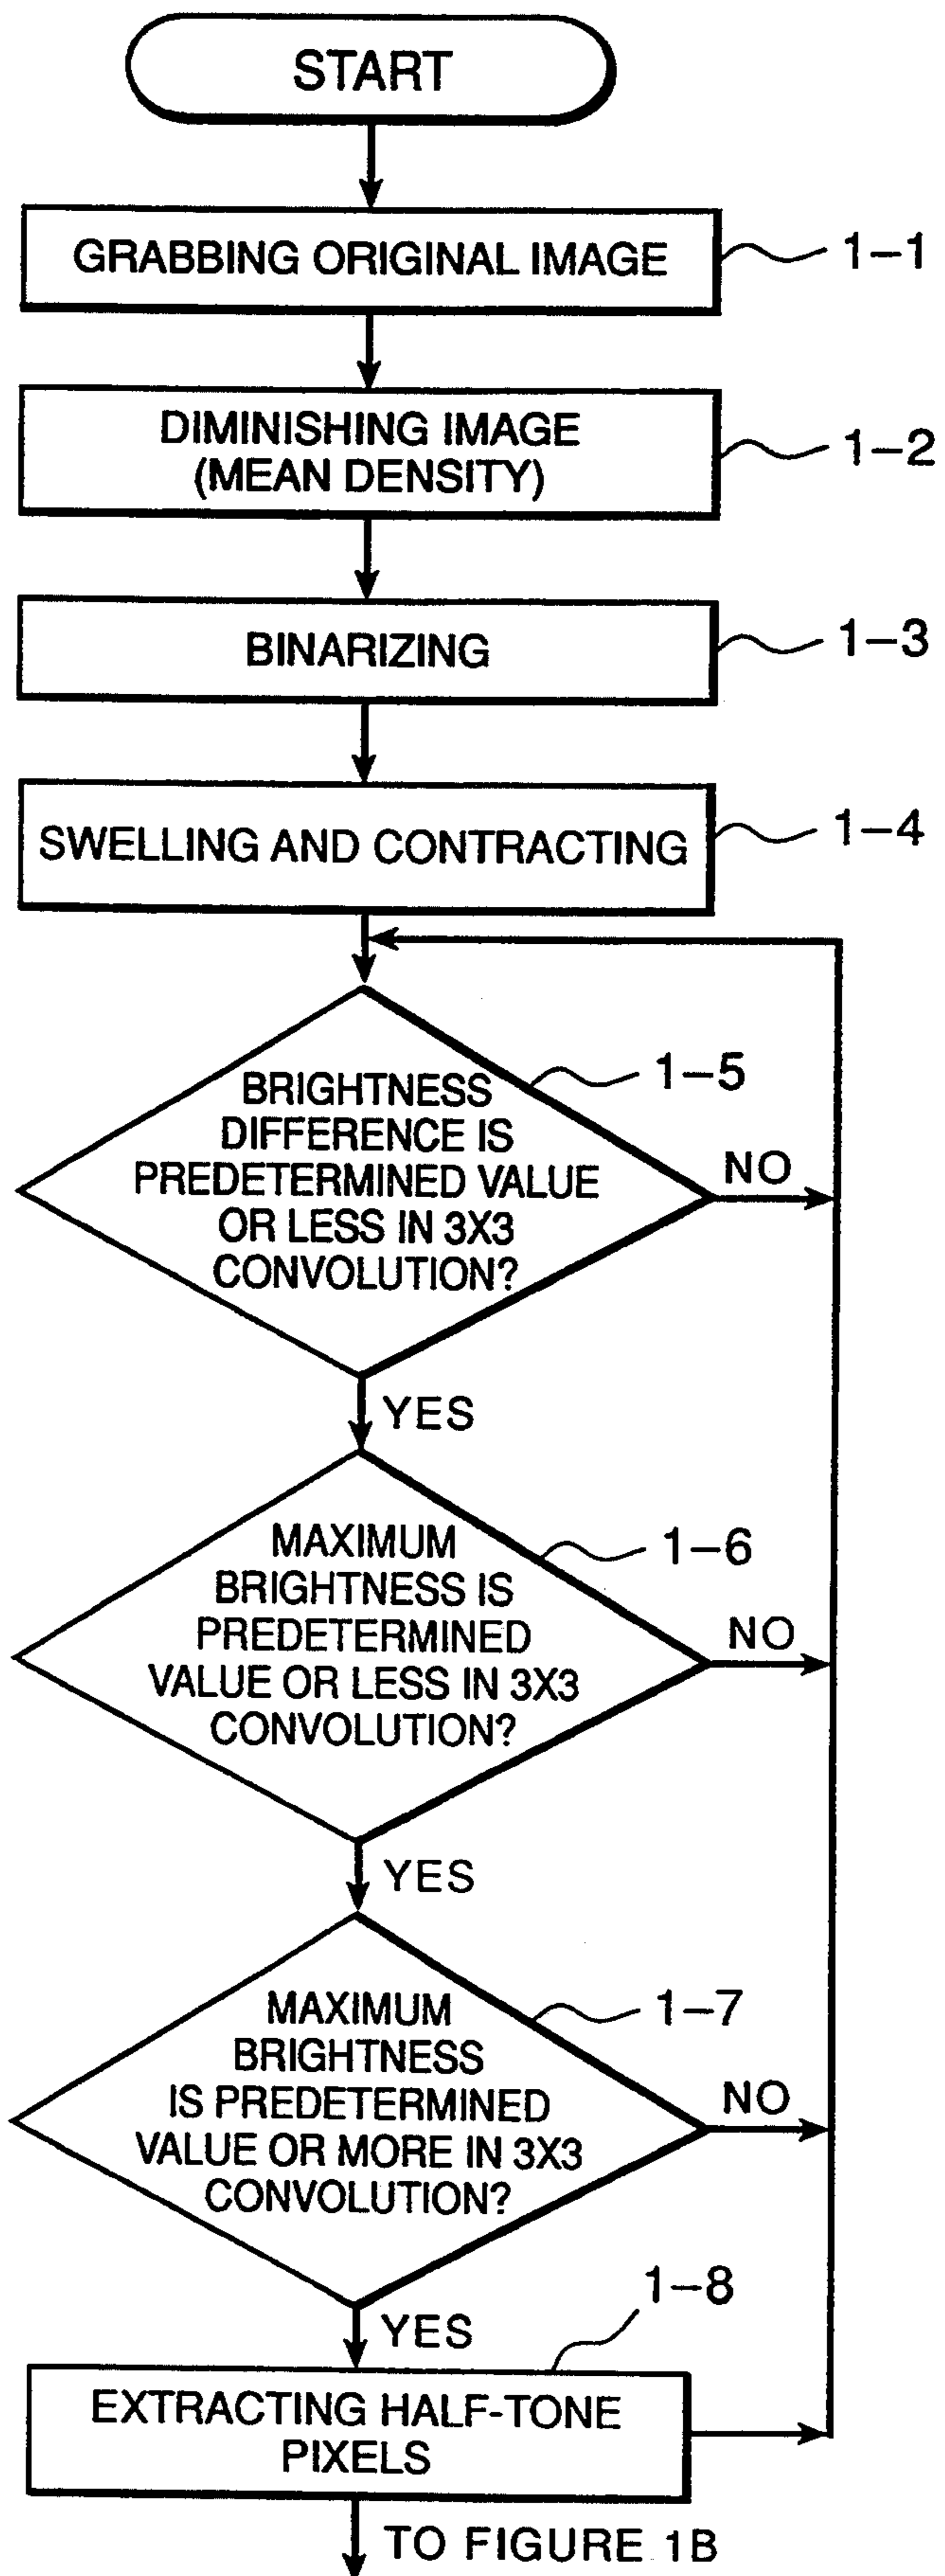 START
GRABBING ORIGINAL IMAGE
1-1
DIMINISHING IMAGE
(MEAN DENSITY)
1-2
BINARIZING
1-3
SWELLING AND CONTRACTING
1-4
1-5
BRIGHTNESS
DIFFERENCE IS
PREDETERMINED VALUE
OR LESS IN 3X3
CONVOLUTION?
NO
YES
1-6
MAXIMUM
BRIGHTNESS IS
PREDETERMINED
VALUE OR LESS IN 3X3
CONVOLUTION?
NO
YES
1-7
MAXIMUM
BRIGHTNESS
IS PREDETERMINED
VALUE OR MORE IN 3X3
CONVOLUTION?
NO
YES
1-8
EXTRACTING HALF-TONE
PIXELS
TO FIGURE 1B